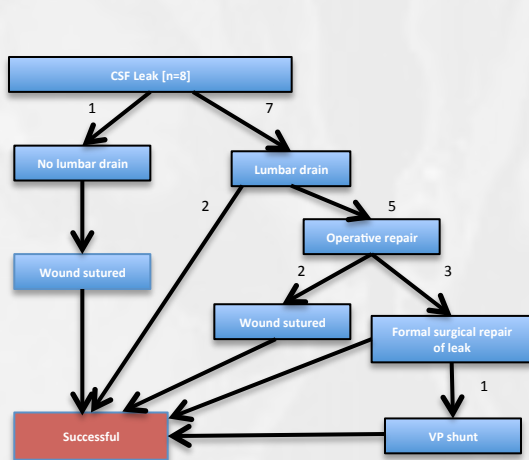 CSF Leak [n=8]
1
7
No lumbar drain
Lumbar drain
2
5
Operative repair
Wound sutured
2
3
Wound sutured
Formal surgical repair
of leak
1
Successful
VP shunt